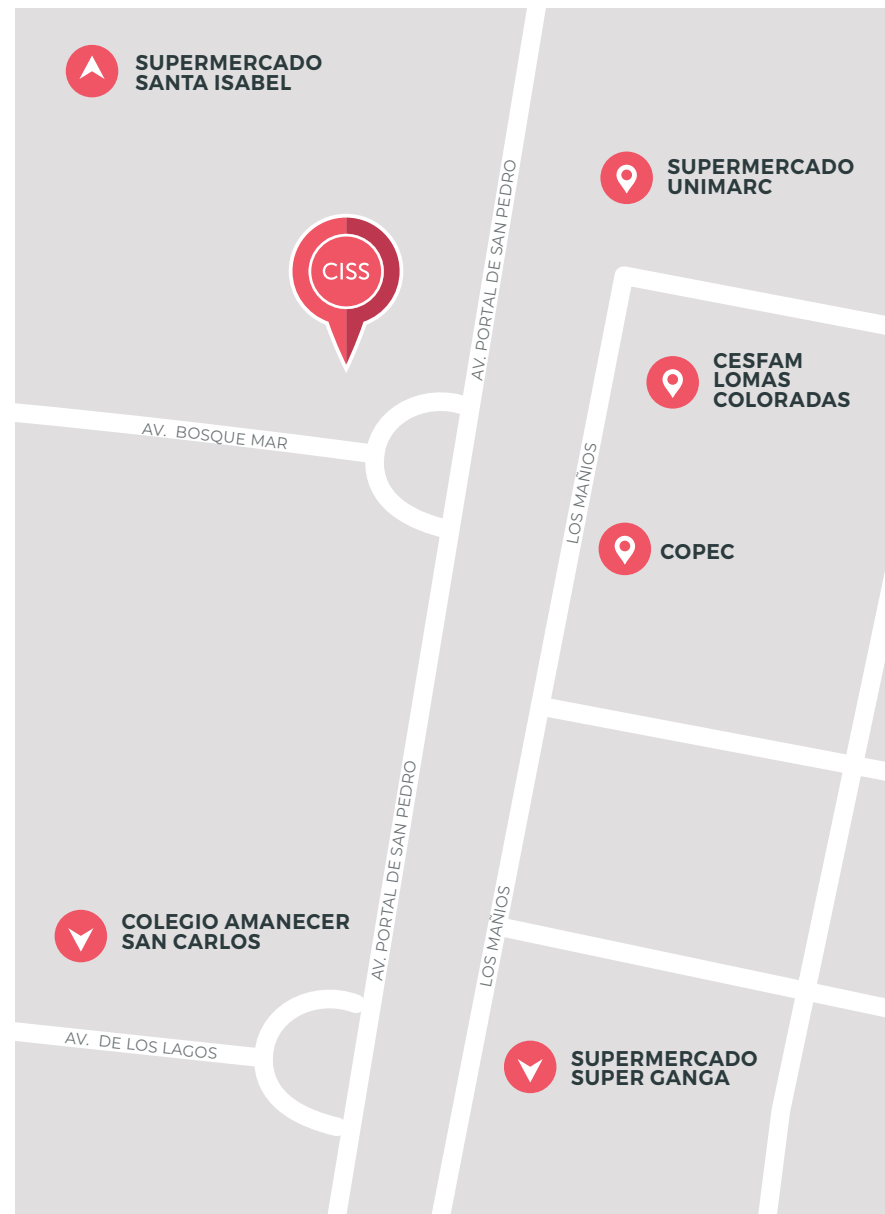 SUPERMERCADO
SANTA ISABEL
SUPERMERCADO
UNIMARC
AV. PORTAL DE SAN PEDRO
CISS
CESFAM
LOMAS
COLORADAS
AV. BOSQUE MAR
LOS MAÑIOS
COPEC
AV. PORTAL DE SAN PEDRO
LOS MAÑIOS
COLEGIO AMANECER
SAN CARLOS
AV. DE LOS LAGOS
SUPERMERCADO
SUPER GANGA